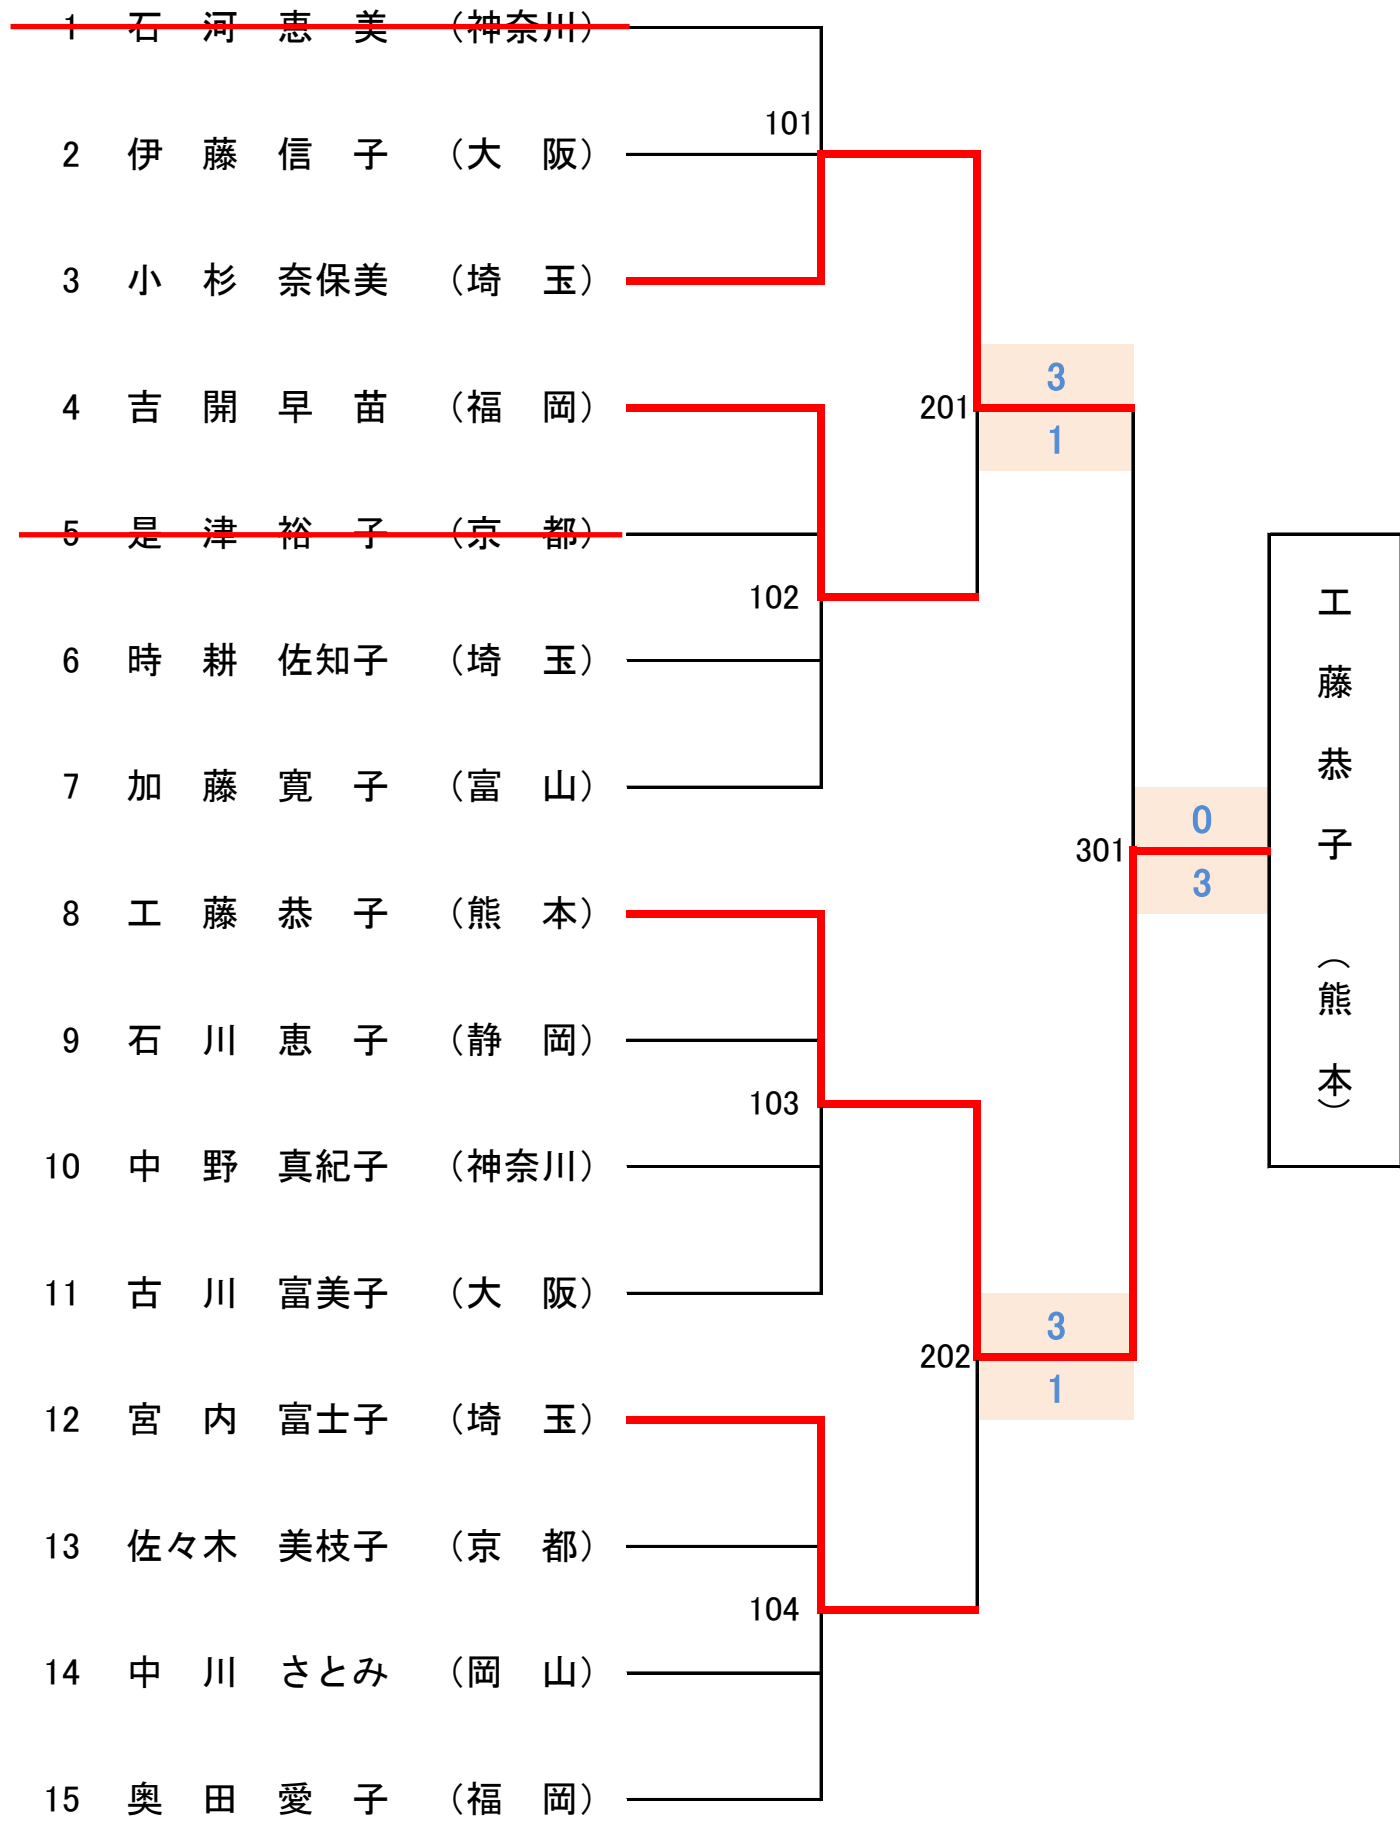 1 石 河 恵 美 （神奈川）
101
2 伊 藤 信 子 （大 阪）
3 小 杉 奈保美 （埼 玉）
3
4 吉 開 早 苗 （福 岡）
201
1
5 是 津 裕 子 （京 都）
102
6 時 耕 佐知子 （埼 玉）
7 加 藤 寛 子 （富 山）
0
301
3
8 工 藤 恭 子 （熊 本）
9 石 川 恵 子 （静 岡）
103
10 中 野 真紀子 （神奈川）
11 古 川 富美子 （大 阪）
3
202
1
12 宮 内 富士子 （埼 玉）
13 佐々木 美枝子 （京 都）
104
14 中 川 さとみ （岡 山）
15 奥 田 愛 子 （福 岡）
工 藤 恭 子 （熊 本）